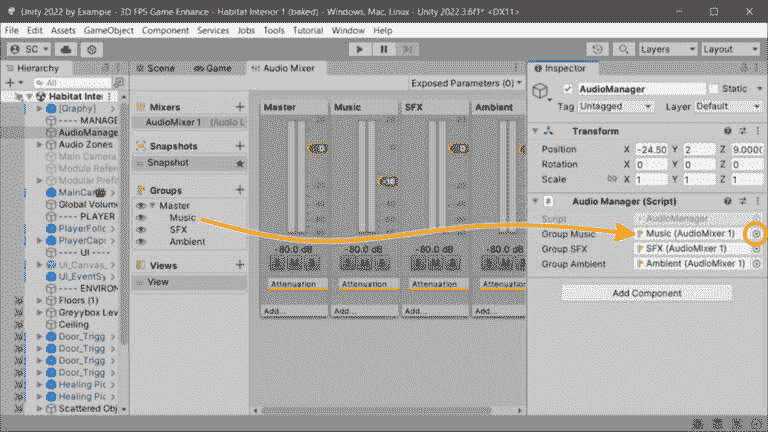 Unity 2022 by Example - 3D FPS Game Enhance - Habitat Interior 1 (baked) - Windows, Mac, Linux - Unity 2022.3.6f1* <DX11>
File Edit Assets GameObject Component Services Jobs Tools Tutorial Window Help
SC Layers Layout
Hierarchy
All
Habitat Inter
[Graphy]
---- MANAGE
AudioManage
Audio Zones
Main Camera
Module Refere
Modular Prefa
MainCam
Global Volume
---- PLAYER
PlayerFollo
PlayerCaps
---- UI ----
UI_Canvas_
UI_EventSy
---- ENVIRON
Floors (1)
Greybox Leve
Ceiling
Door_Trigg
Door_Trigg
Door_Trigg
Door_Trigg
Healing Pic
Healing Pic
Scattered Obj
Scene Game Audio Mixer
Exposed Parameters (0)
Mixers
AudioMixer 1 (Audio L
Snapshots
Snapshot
Groups
Master
Music
SFX
Ambient
Views
View
Master Music SFX Ambient
-80.0 dB -80.0 dB -80.0 dB -80.0 dB
S M B S M B S M B S M B
Attenuation Attenuation Attenuation Attenuation
Add... Add... Add... Add...
Inspector
AudioManager Static
Tag Untagged Layer Default
Transform
Position X -24.50 Y 2 Z 9.0000
Rotation X 0 Y 0 Z 0
Scale X 1 Y 1 Z 1
Audio Manager (Script)
Script AudioManager
Group Music Music (AudioMixer 1)
Group SFX SFX (AudioMixer 1)
Group Ambient Ambient (AudioMixer 1)
Add Component